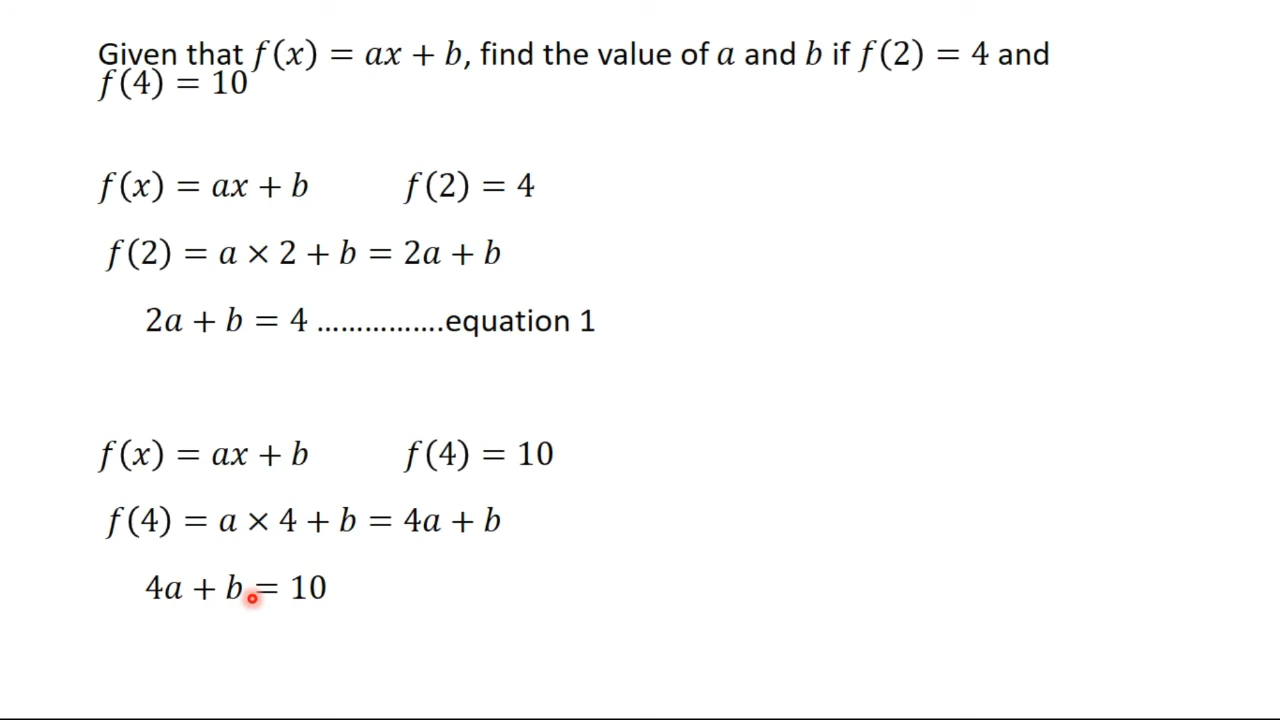 Given that f(x) = ax + b, find the value of a and b if f(2) = 4 and
f(4) = 10
f(x) = ax + b f(2) = 4
f(2) = a × 2 + b = 2a + b
2a + b = 4 ................equation 1
f(x) = ax + b f(4) = 10
f(4) = a × 4 + b = 4a + b
4a + b = 10